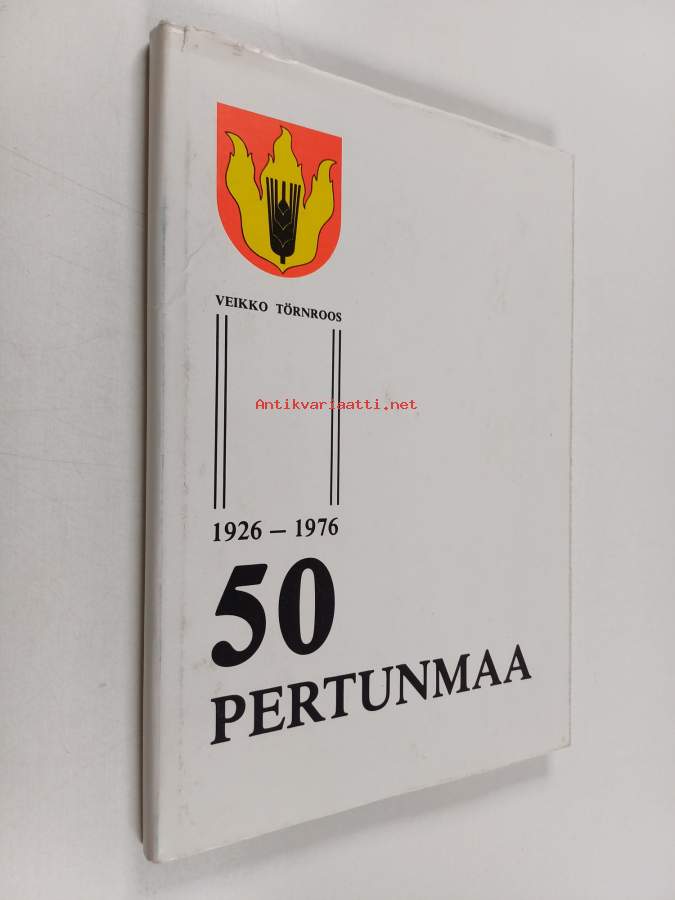 VEIKKO TÖRNROOS
Antikvariaatti.net
1926 – 1976
50
PERTUNMAA